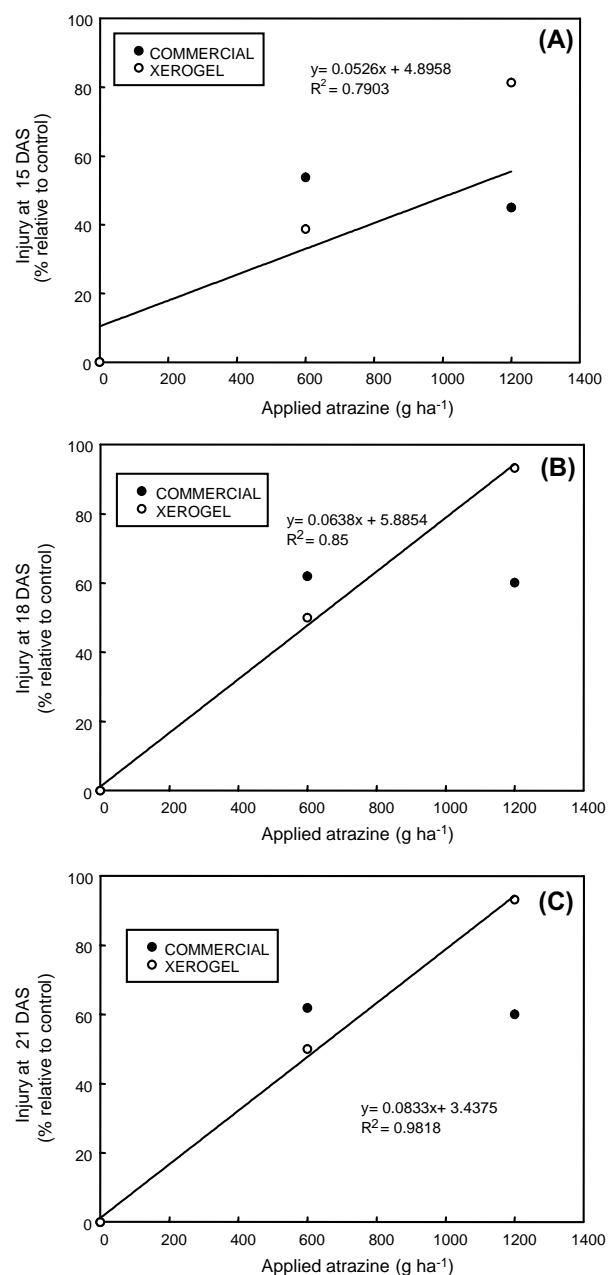 100
80
60
40
20
0
Injury at 15 DAS
(% relative to control)
COMMERCIAL
XEROGEL
(A)
y= 0.0526x + 4.8958
R² = 0.7903
0 200 400 600 800 1000 1200 1400
Applied atrazine (g ha⁻¹)
100
80
60
40
20
0
Injury at 18 DAS
(% relative to control)
COMMERCIAL
XEROGEL
(B)
y= 0.0638x + 5.8854
R² = 0.85
0 200 400 600 800 1000 1200 1400
Applied atrazine (g ha⁻¹)
100
80
60
40
20
0
Injury at 21 DAS
(% relative to control)
COMMERCIAL
XEROGEL
(C)
y= 0.0833x+ 3.4375
R² = 0.9818
0 200 400 600 800 1000 1200 1400
Applied atrazine (g ha⁻¹)